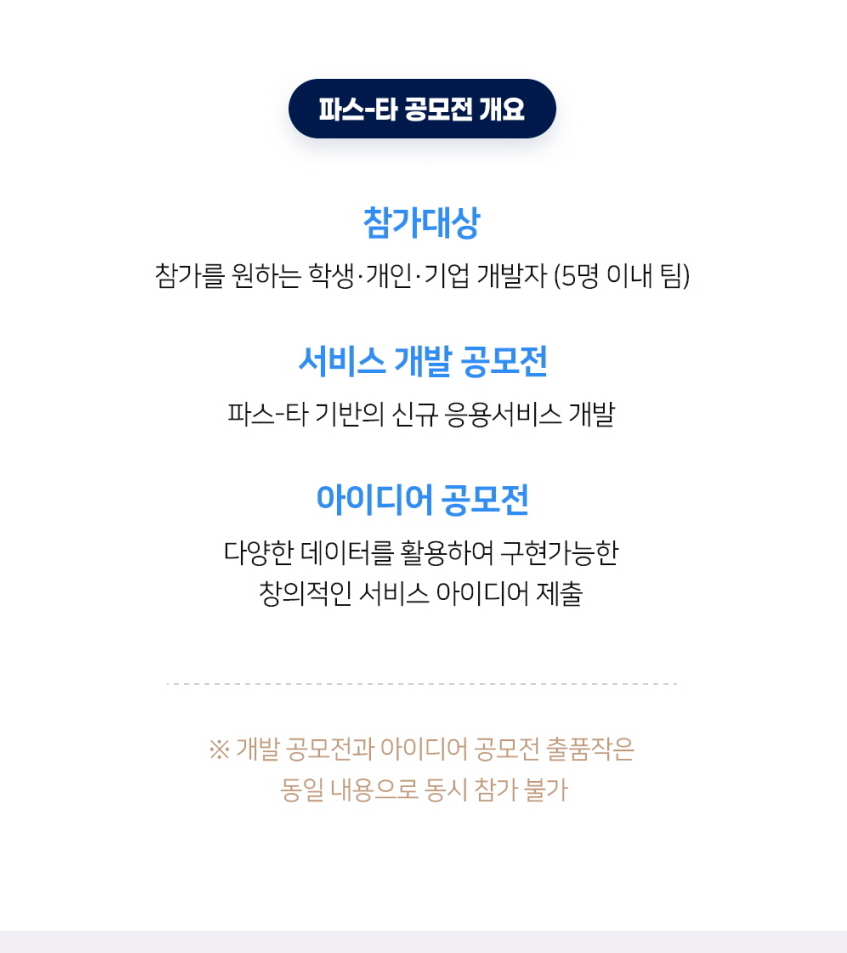 파스-타 공모전 개요
참가대상
참가를 원하는 학생·개인·기업 개발자 (5명 이내 팀)
서비스 개발 공모전
파스-타 기반의 신규 응용서비스 개발
아이디어 공모전
다양한 데이터를 활용하여 구현가능한
창의적인 서비스 아이디어 제출
※ 개발 공모전과 아이디어 공모전 출품작은
동일 내용으로 동시 참가 불가